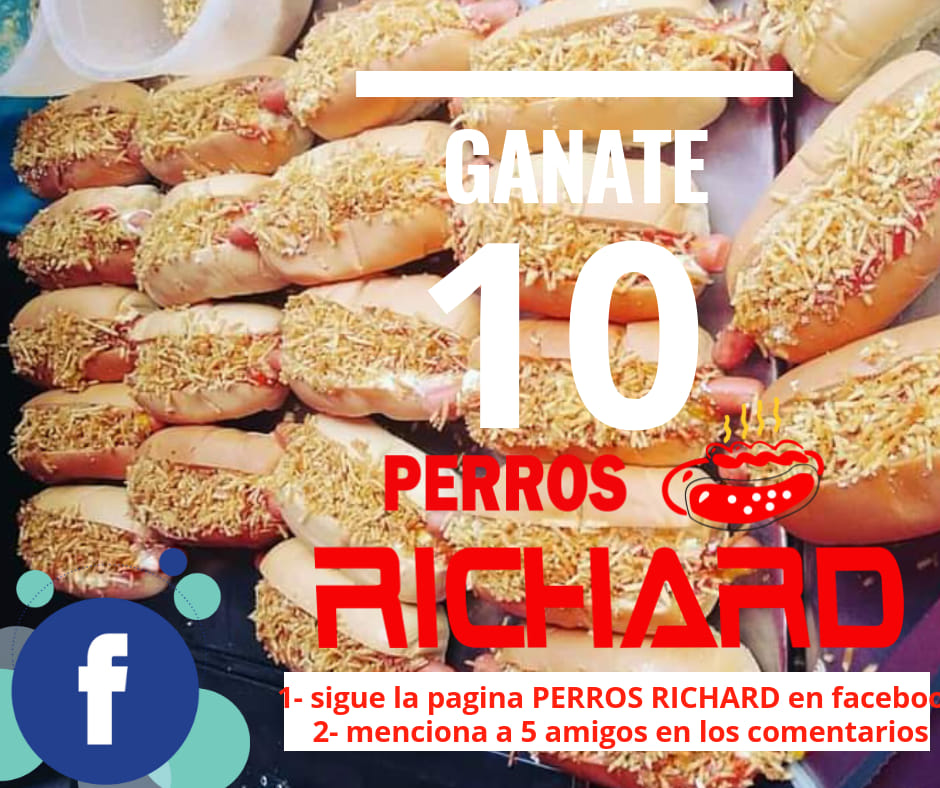 GANATE
10
PERROS
RICHARD
f
1- sigue la pagina PERROS RICHARD en faceboo
2- menciona a 5 amigos en los comentarios